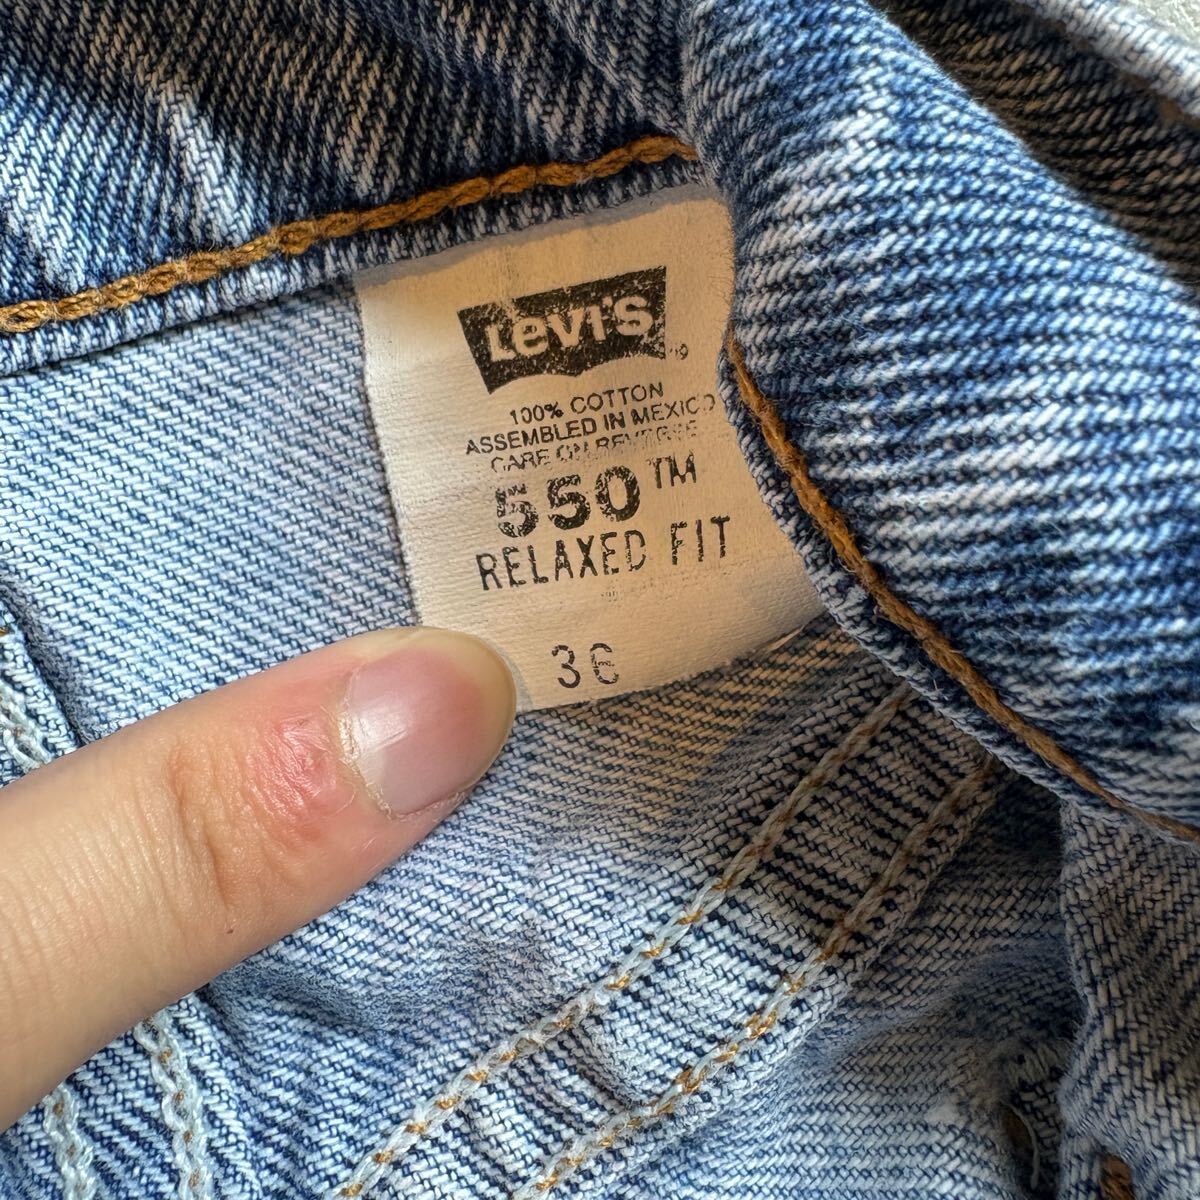 Levi's
100% COTTON
ASSEMBLED IN MEXICO
CARE ON REVERSE
550™
RELAXED FIT
36